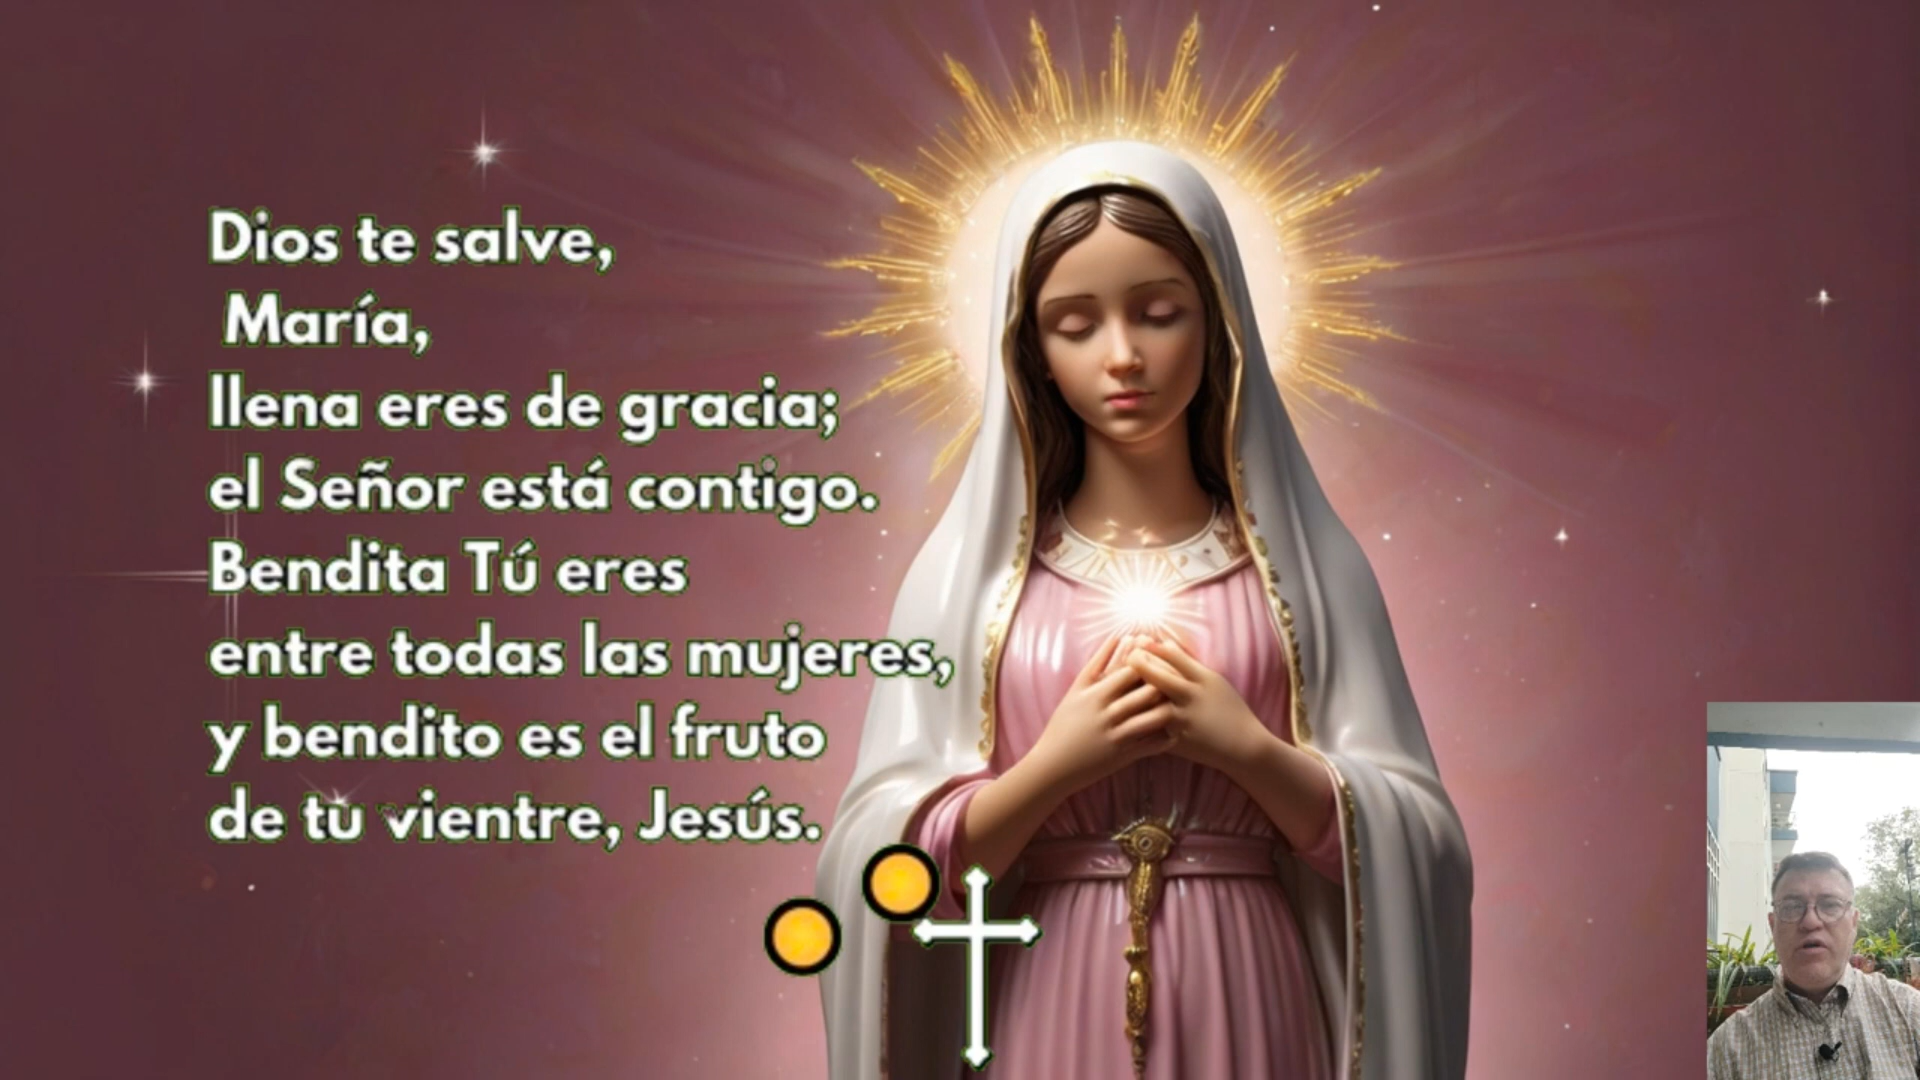 Dios te salve,
María,
llena eres de gracia;
el Señor está contigo.
Bendita Tú eres
entre todas las mujeres,
y bendito es el fruto
de tu vientre, Jesús.